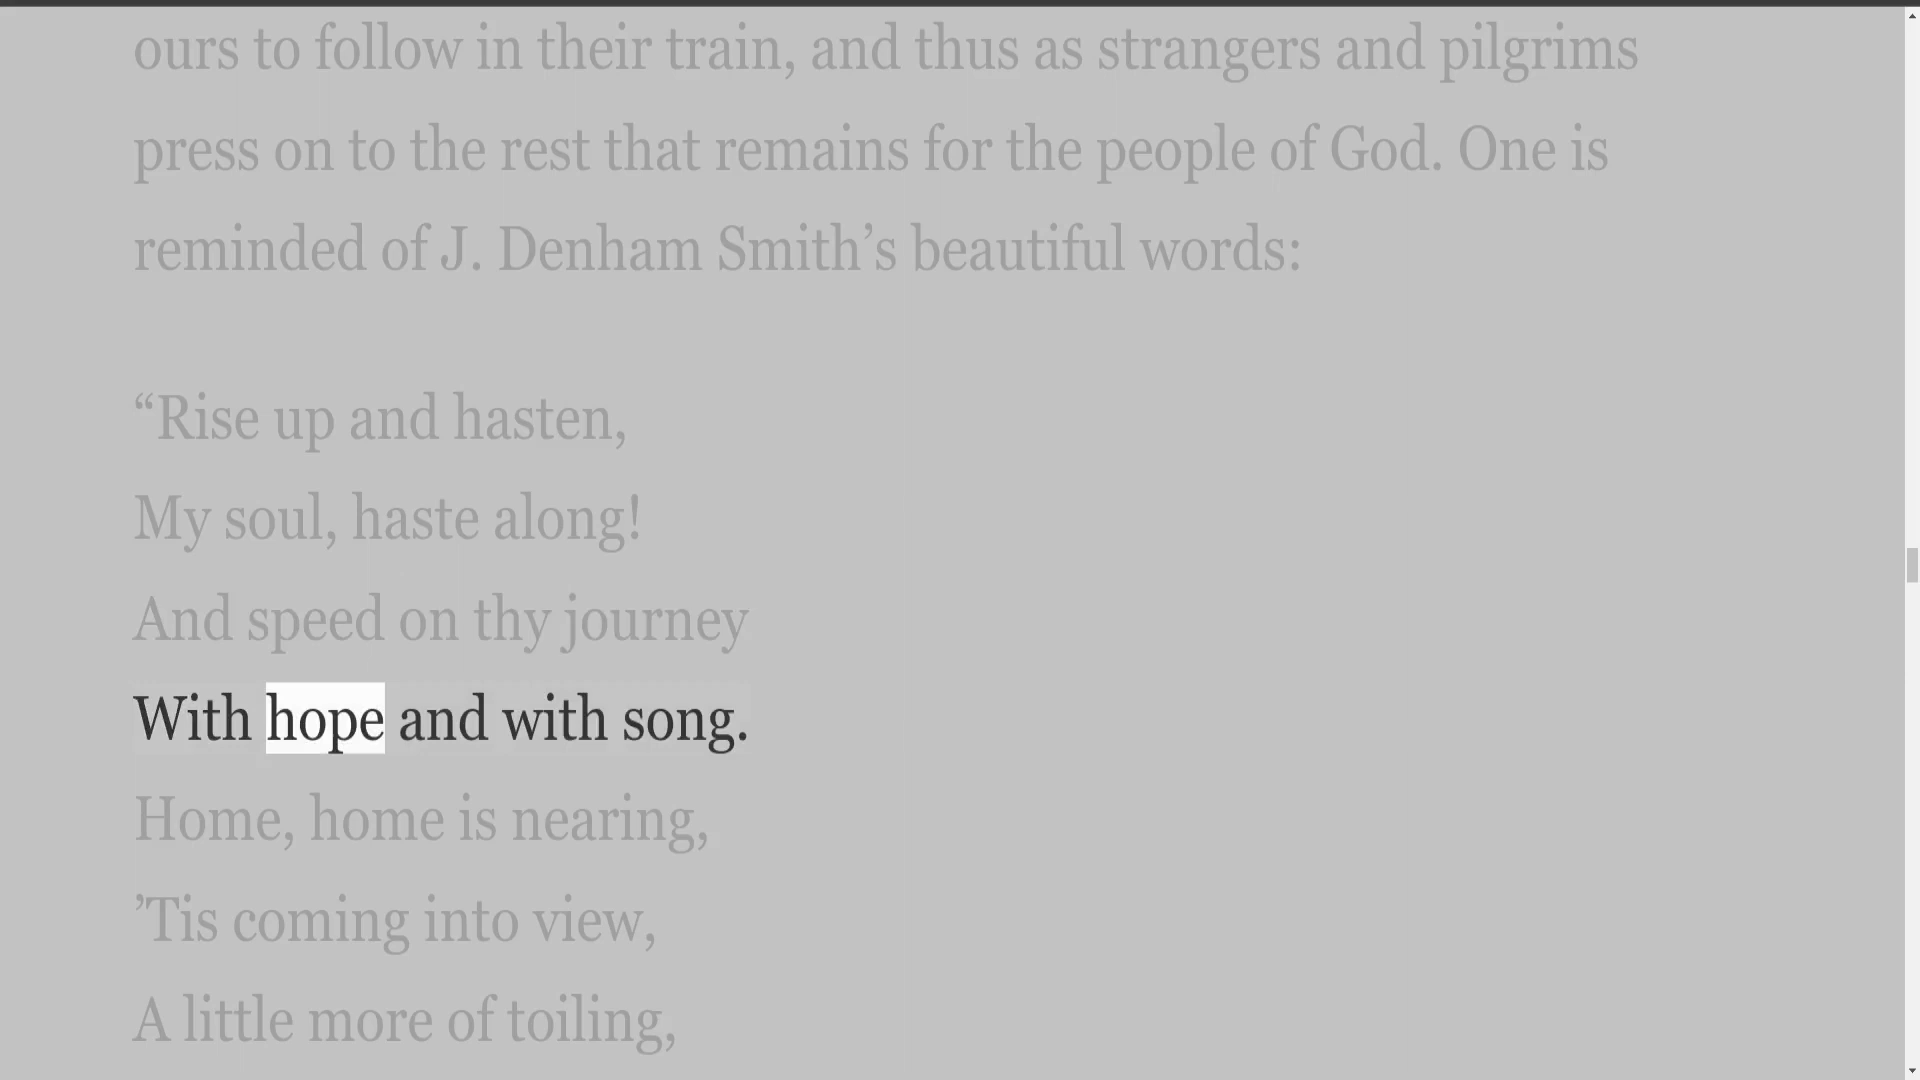 ours to follow in their train, and thus as strangers and pilgrims
press on to the rest that remains for the people of God. One is
reminded of J. Denham Smith’s beautiful words:
“Rise up and hasten,
My soul, haste along!
And speed on thy journey
With hope and with song.
Home, home is nearing,
’Tis coming into view,
A little more of toiling,